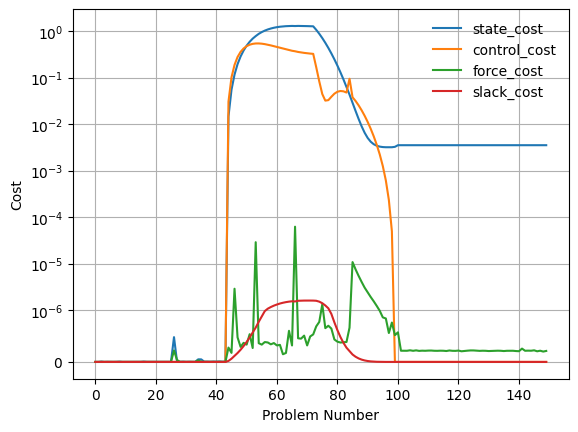 10⁰
10⁻¹
10⁻²
10⁻³
10⁻⁴
10⁻⁵
10⁻⁶
0
Cost
state_cost
control_cost
force_cost
slack_cost
0 20 40 60 80 100 120 140
Problem Number